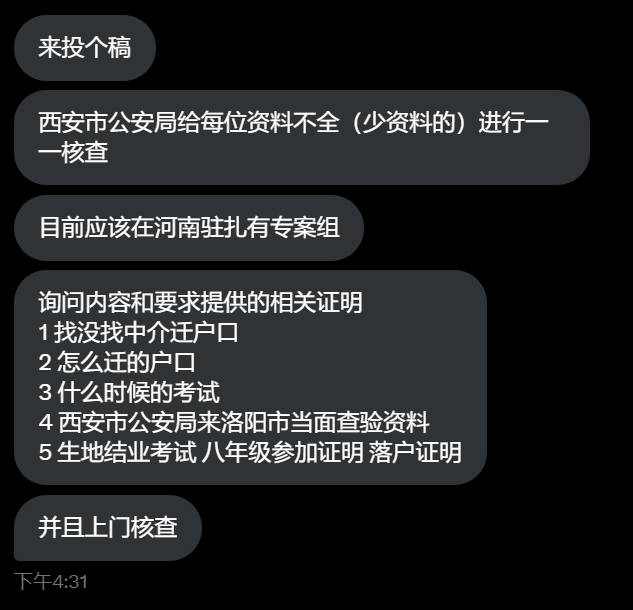 来投个稿
西安市公安局给每位资料不全（少资料的）进行一
一核查
目前应该在河南驻扎有专案组
询问内容和要求提供的相关证明
1 找没找中介迁户口
2 怎么迁的户口
3 什么时候的考试
4 西安市公安局来洛阳市当面查验资料
5 生地结业考试 八年级参加证明 落户证明
并且上门核查
下午4:31